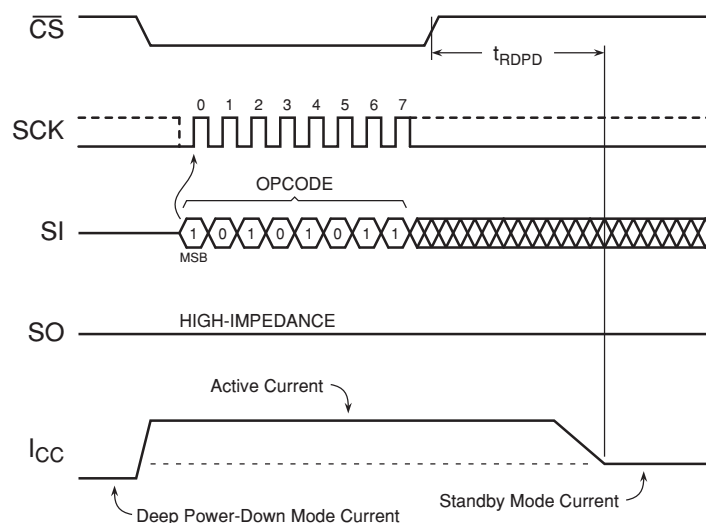 CS
tRDPD
0 1 2 3 4 5 6 7
SCK
OPCODE
SI
1 0 1 0 1 0 1 1
MSB
HIGH-IMPEDANCE
SO
Active Current
ICC
Standby Mode Current
Deep Power-Down Mode Current